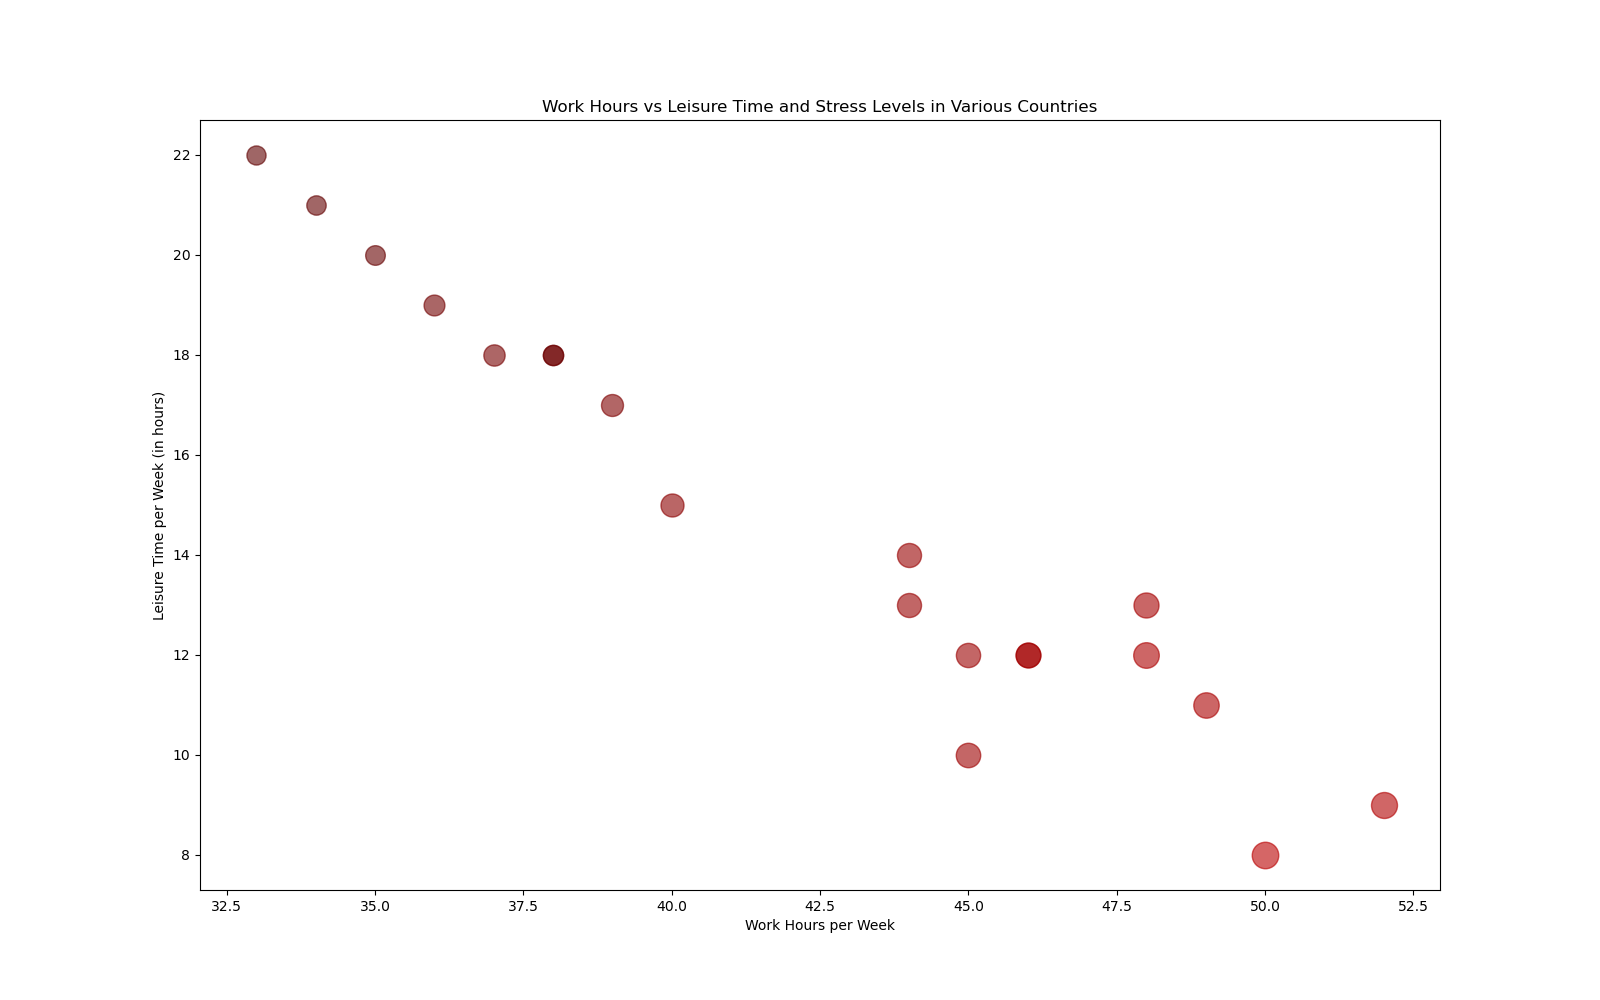 Work Hours vs Leisure Time and Stress Levels in Various Countries
22
20
18
16
14
12
10
8
Leisure Time per Week (in hours)
32.5 35.0 37.5 40.0 42.5 45.0 47.5 50.0 52.5
Work Hours per Week